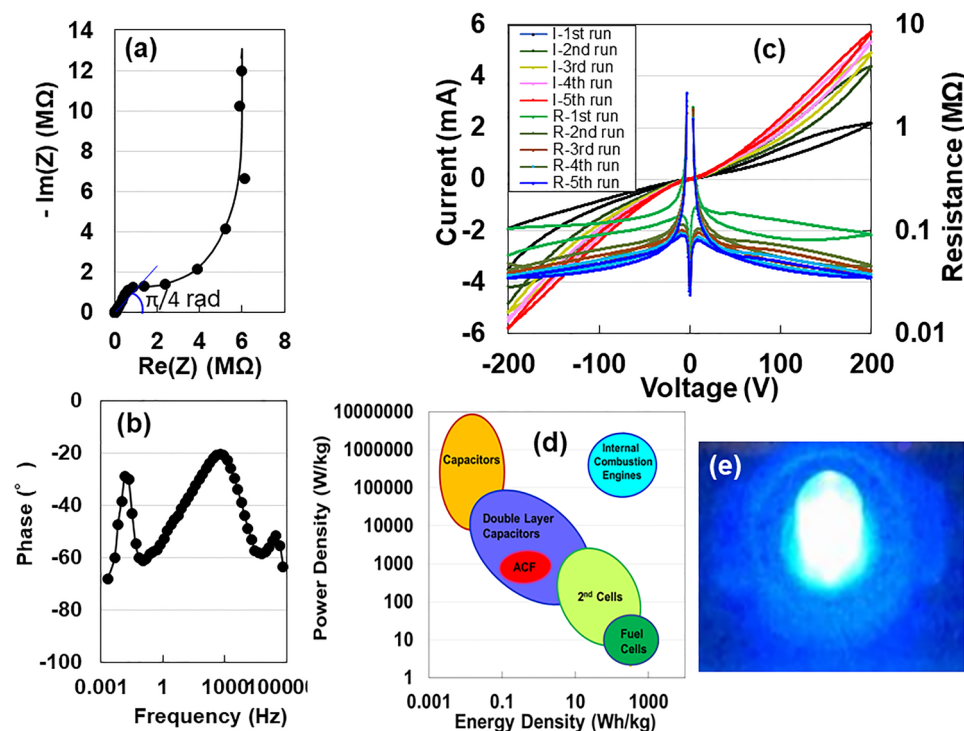 (a)
14
12
10
8
6
4
2
0
- Im(Z) (MΩ)
π/4 rad
0 2 4 6 8
Re(Z) (MΩ)
(c)
I-1st run
I-2nd run
I-3rd run
I-4th run
I-5th run
R-1st run
R-2nd run
R-3rd run
R-4th run
R-5th run
6
4
2
0
-2
-4
-6
Current (mA)
10
1
0.1
0.01
Resistance (MΩ)
-200 -100 0 100 200
Voltage (V)
(b)
0
-20
-40
-60
-80
-100
Phase (°)
0.001 0.1 10 1000 100000
Frequency (Hz)
(d)
10000000
1000000
100000
10000
1000
100
10
1
Power Density (W/kg)
Capacitors
Internal
Combustion
Engines
Double Layer
Capacitors
ACF
2nd Cells
Fuel
Cells
0.001 0.1 10 1000
Energy Density (Wh/kg)
(e)